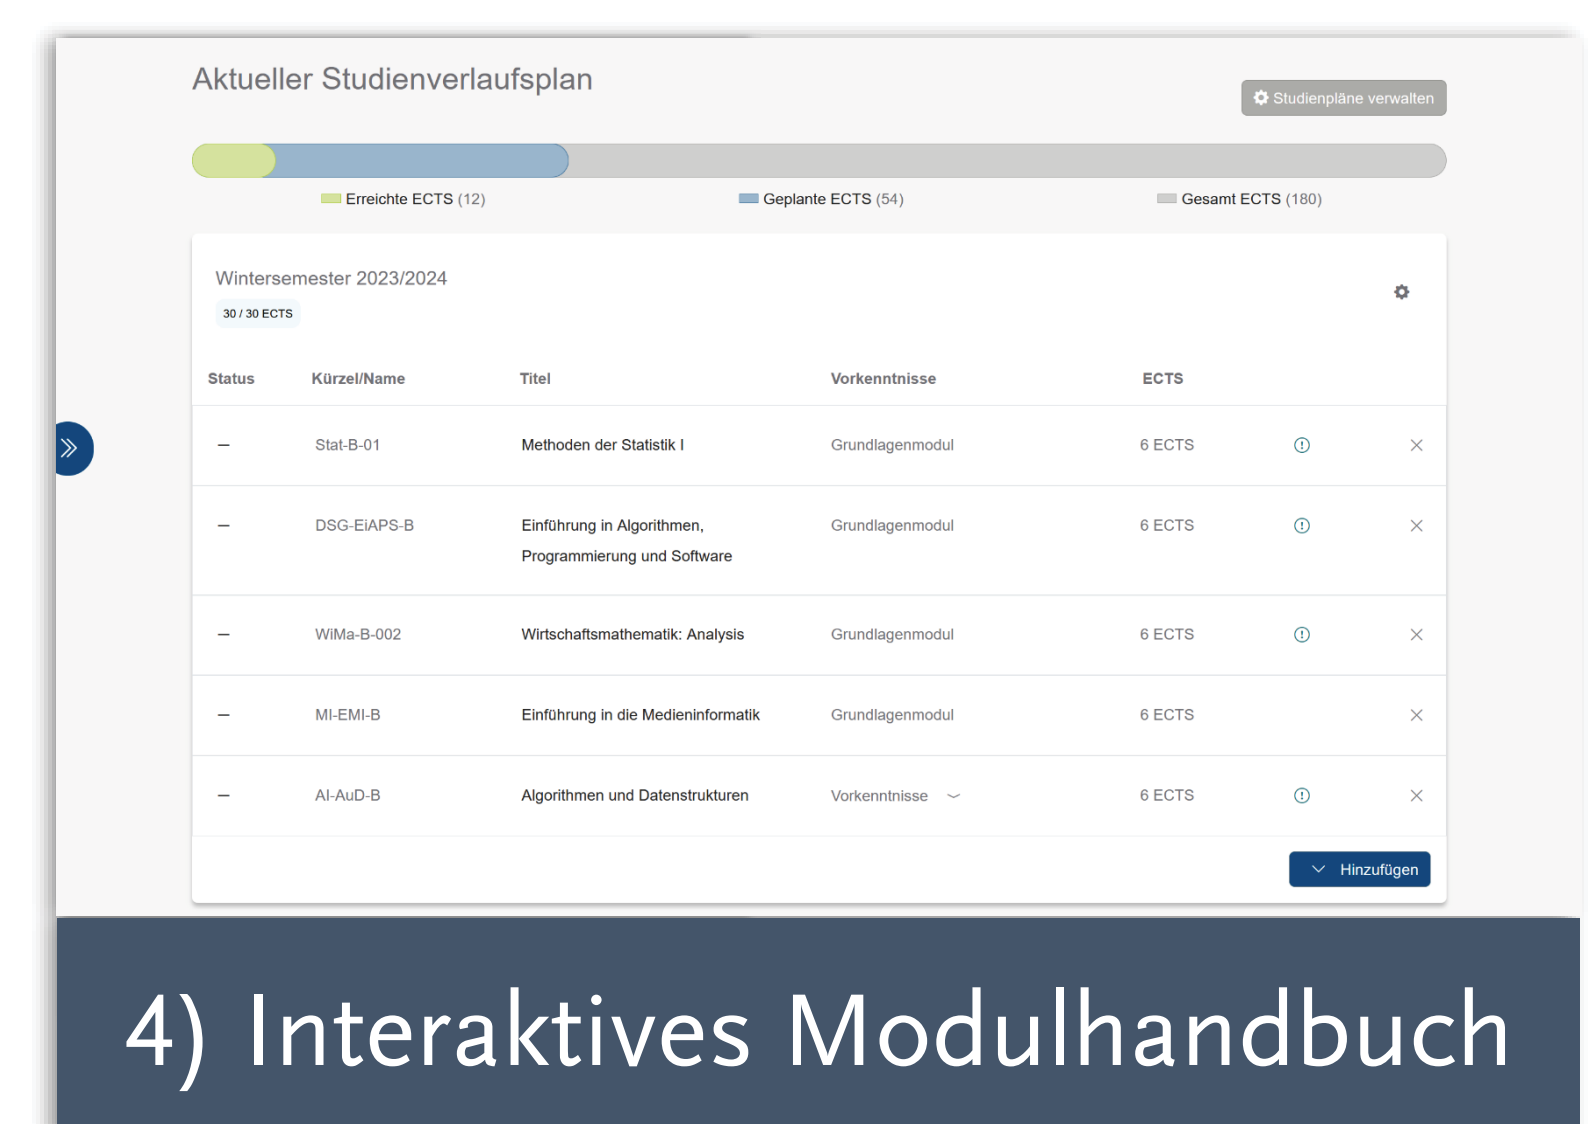 Aktueller Studienverlaufsplan
Studienpläne verwalten
Erreichte ECTS (12) Geplante ECTS (54) Gesamt ECTS (180)
Wintersemester 2023/2024
30 / 30 ECTS
Status Kürzel/Name Titel Vorkenntnisse ECTS
– Stat-B-01 Methoden der Statistik I Grundlagenmodul 6 ECTS
– DSG-EiAPS-B Einführung in Algorithmen, Grundlagenmodul 6 ECTS
Programmierung und Software
– WiMa-B-002 Wirtschaftsmathematik: Analysis Grundlagenmodul 6 ECTS
– MI-EMI-B Einführung in die Medieninformatik Grundlagenmodul 6 ECTS
– AI-AuD-B Algorithmen und Datenstrukturen Vorkenntnisse 6 ECTS
Hinzufügen
4) Interaktives Modulhandbuch